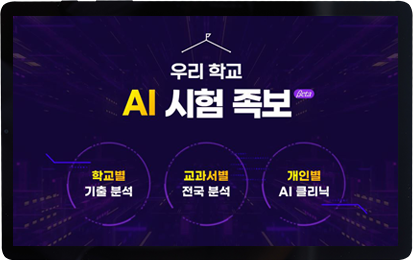 우리 학교
AI 시험 족보 Beta
학교별
기출 분석
교과서별
전국 분석
개인별
AI 클리닉